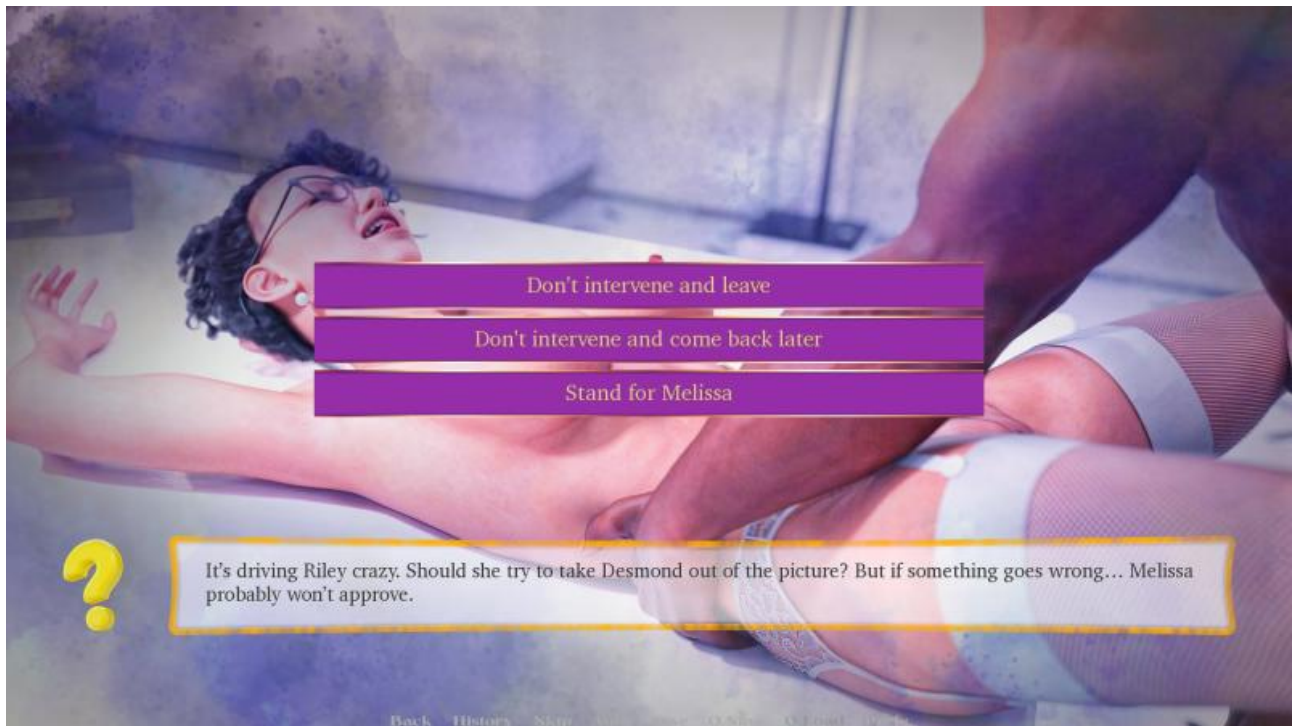 Don't intervene and leave
Don't intervene and come back later
Stand for Melissa
It's driving Riley crazy. Should she try to take Desmond out of the picture? But if something goes wrong... Melissa
probably won't approve.
Back History Skip